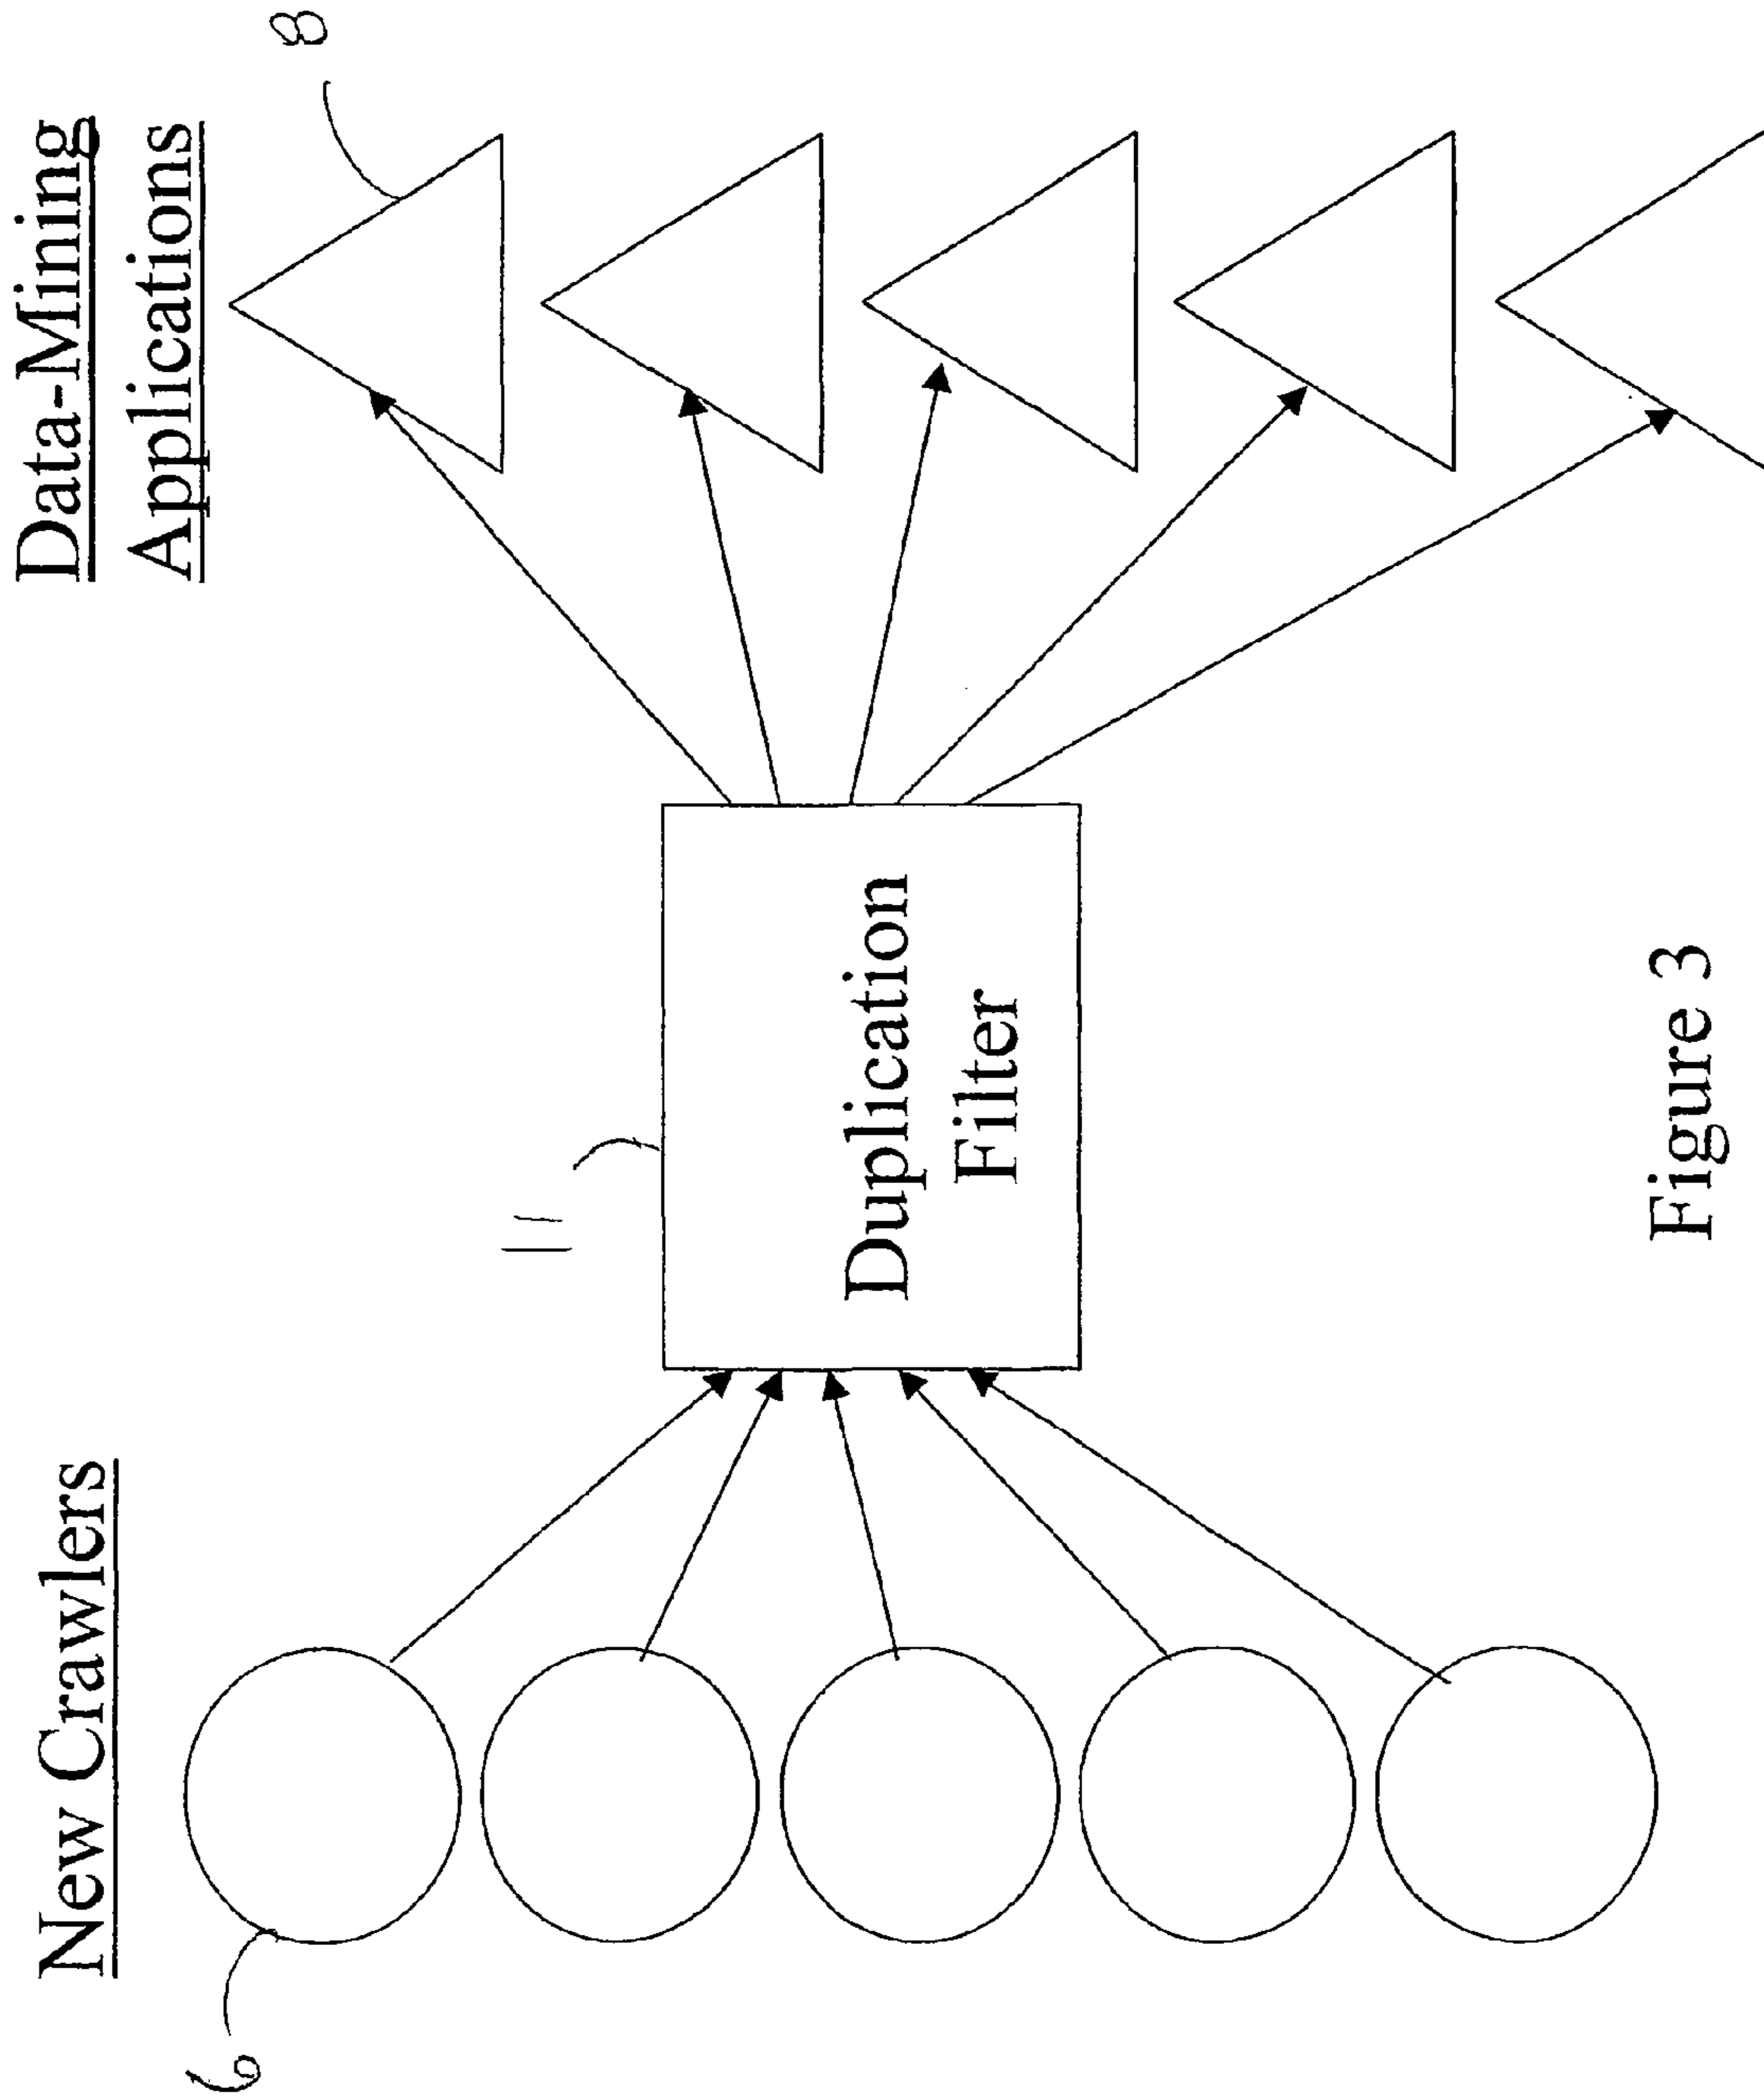 New Crawlers
Data-Mining
Applications
6
11
8
Duplication
Filter
Figure 3